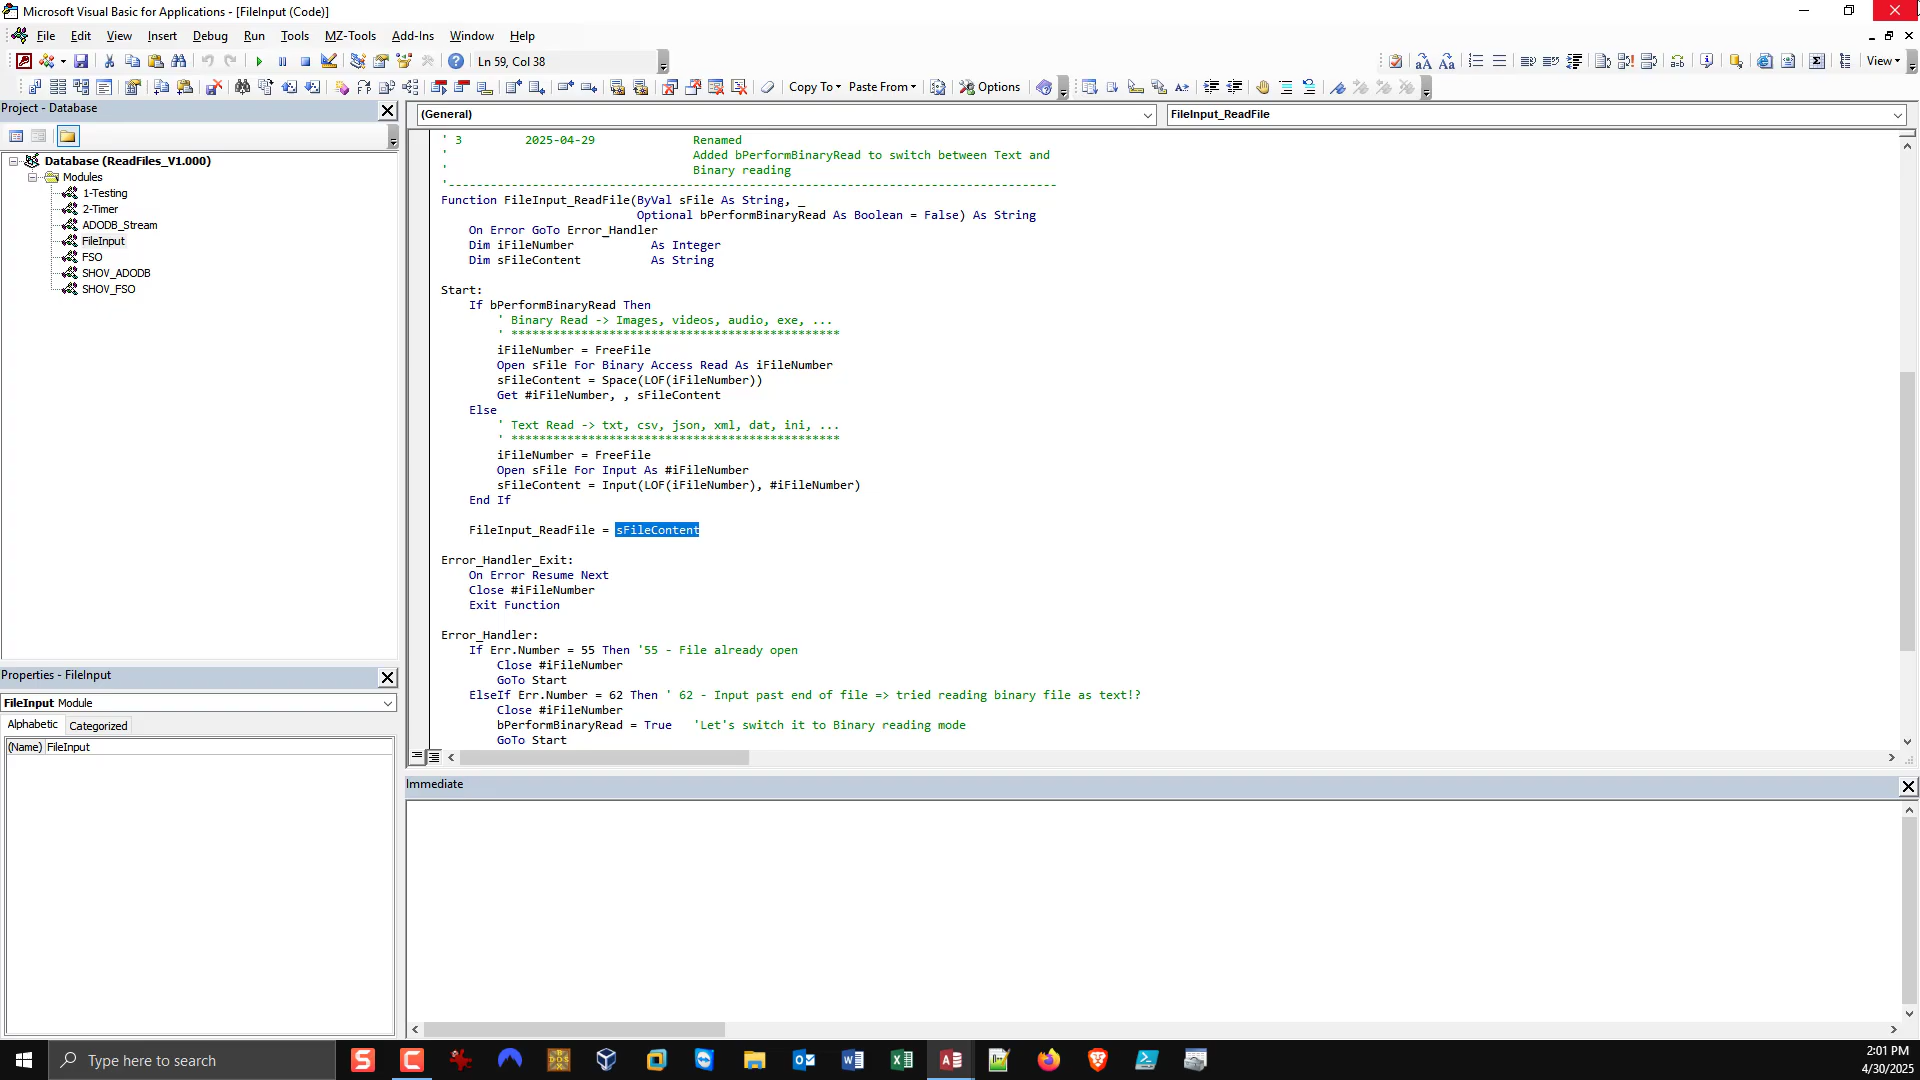 Microsoft Visual Basic for Applications - [FileInput (Code)]
File Edit View Insert Debug Run Tools MZ-Tools Add-Ins Window Help
Ln 59, Col 38
View
Copy To Paste From Options
Project - Database
(General)
FileInput_ReadFile
Database (ReadFiles_V1.000)
Modules
1-Testing
2-Timer
ADODB_Stream
FileInput
FSO
SHOV_ADODB
SHOV_FSO
Properties - FileInput
FileInput Module
Alphabetic Categorized
(Name) FileInput
' 3 2025-04-29 Renamed
' Added bPerformBinaryRead to switch between Text and
' Binary reading
'---------------------------------------------------------------------------------------
Function FileInput_ReadFile(ByVal sFile As String, _
Optional bPerformBinaryRead As Boolean = False) As String
On Error GoTo Error_Handler
Dim iFileNumber As Integer
Dim sFileContent As String
Start:
If bPerformBinaryRead Then
' Binary Read -> Images, videos, audio, exe, ...
' ***********************************************
iFileNumber = FreeFile
Open sFile For Binary Access Read As iFileNumber
sFileContent = Space(LOF(iFileNumber))
Get #iFileNumber, , sFileContent
Else
' Text Read -> txt, csv, json, xml, dat, ini, ...
' ***********************************************
iFileNumber = FreeFile
Open sFile For Input As #iFileNumber
sFileContent = Input(LOF(iFileNumber), #iFileNumber)
End If
FileInput_ReadFile = sFileContent
Error_Handler_Exit:
On Error Resume Next
Close #iFileNumber
Exit Function
Error_Handler:
If Err.Number = 55 Then '55 - File already open
Close #iFileNumber
GoTo Start
ElseIf Err.Number = 62 Then ' 62 - Input past end of file => tried reading binary file as text!?
Close #iFileNumber
bPerformBinaryRead = True 'Let's switch it to Binary reading mode
GoTo Start
Immediate
Type here to search
2:01 PM
4/30/2025